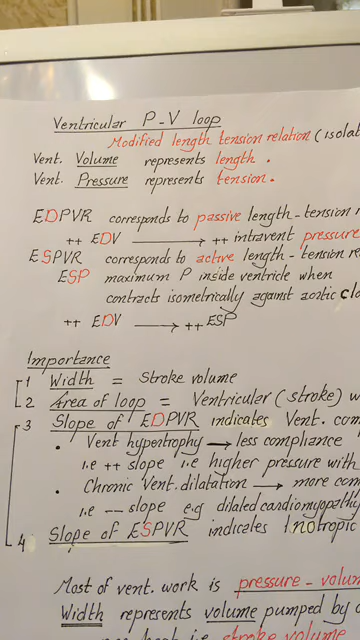 Ventricular P-V loop
Modified length tension relation (isola
Vent. Volume represents length.
Vent. Pressure represents tension.
EDPVR corresponds to passive length-tension r
++ EDV → ++ intravent pressure
ESPVR corresponds to active length-tension re
ESP maximum P inside ventricle when
contracts isometrically against aortic clo
++ EDV → ++ ESP
Importance
1 Width = Stroke volume
2 Area of loop = Ventricular (stroke) w
3 Slope of EDPVR indicates Vent. com
• Vent hypertrophy → less compliance
i.e ++ slope i.e higher pressure with
• Chronic Vent. dilatation → more com
i.e -- slope e.g dilated cardiomyopathy
4 Slope of ESPVR indicates Inotropic
Most of vent. work is pressure-volum
Width represents volume pumped by
i.e. stroke volume